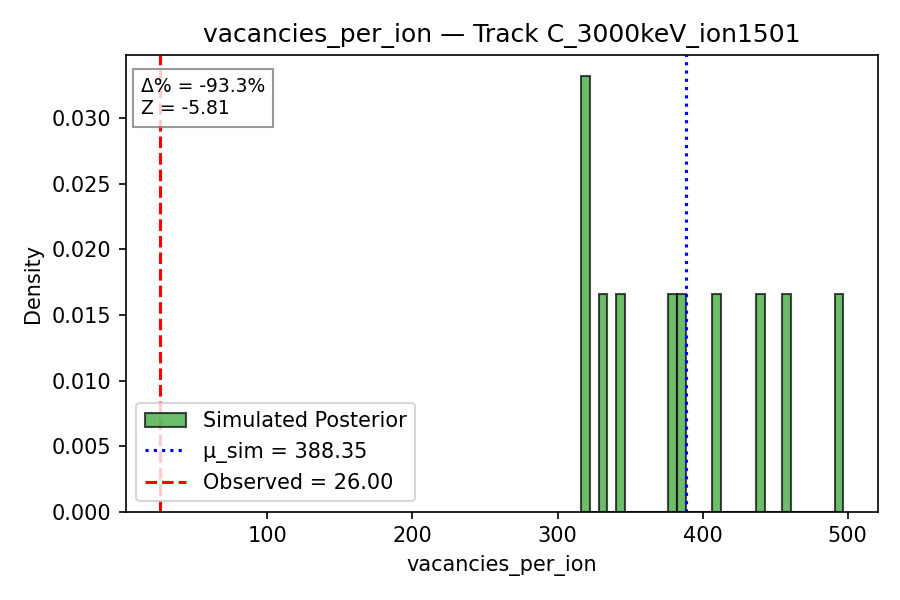 vacancies_per_ion — Track C_3000keV_ion1501
Δ% = -93.3%
Z = -5.81
0.030
0.025
0.020
0.015
0.010
0.005
0.000
Density
Simulated Posterior
μ_sim = 388.35
Observed = 26.00
100 200 300 400 500
vacancies_per_ion